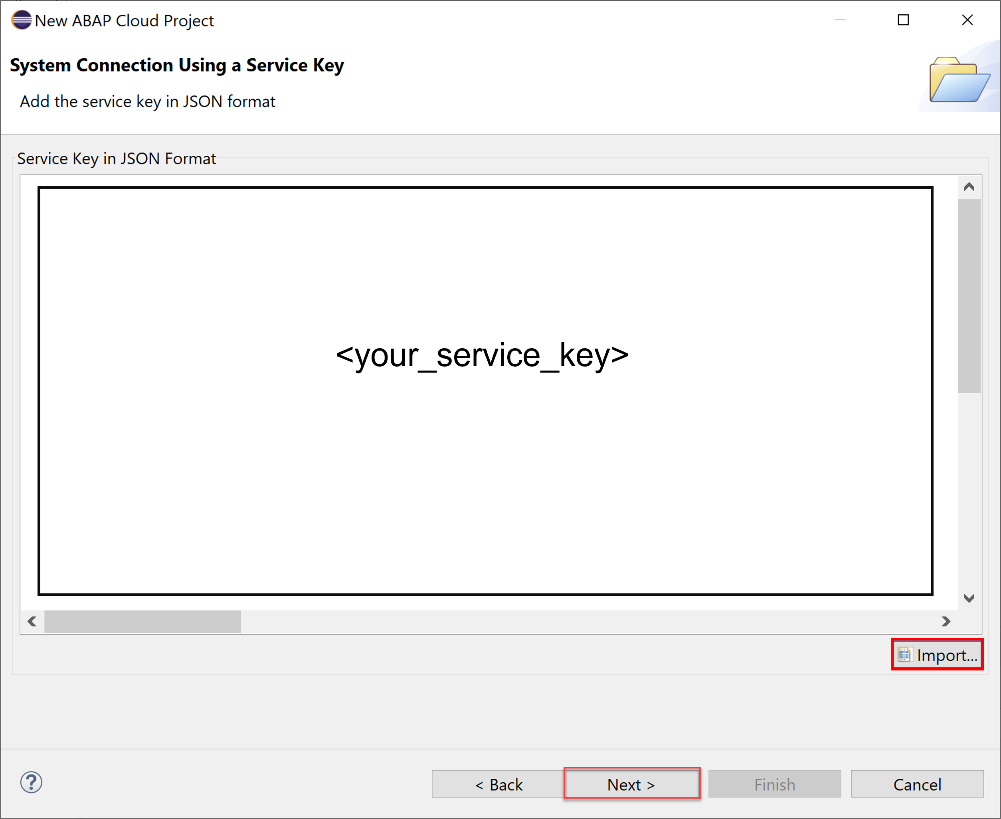 New ABAP Cloud Project
System Connection Using a Service Key
Add the service key in JSON format
Service Key in JSON Format
<your_service_key>
Import...
< Back
Next >
Finish
Cancel